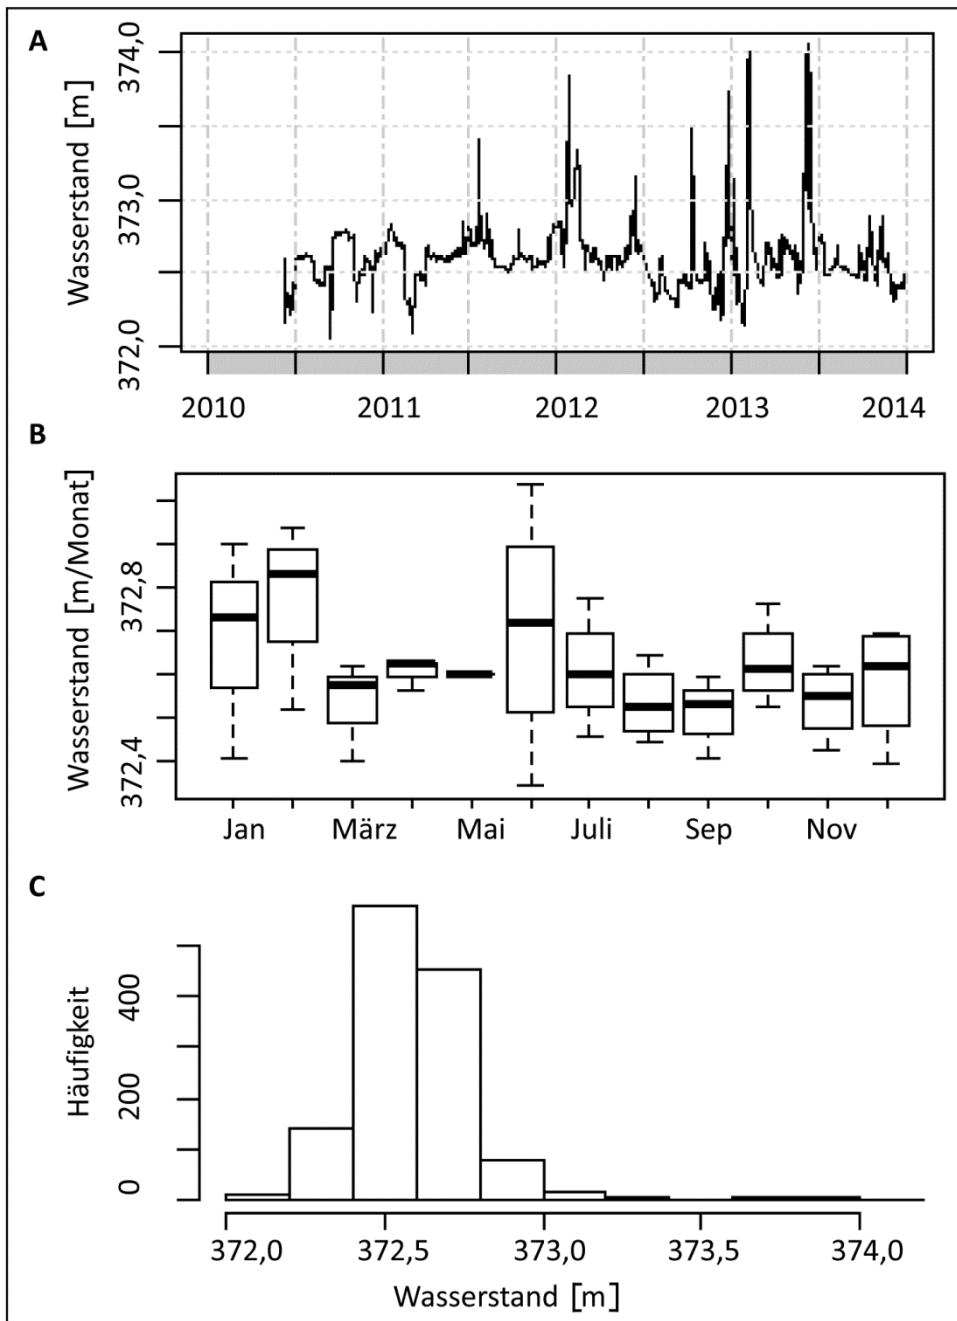 A
Wasserstand [m]
374,0
373,0
372,0
2010 2011 2012 2013 2014
B
Wasserstand [m/Monat]
372,8
372,4
Jan März Mai Juli Sep Nov
C
Häufigkeit
400
200
0
372,0 372,5 373,0 373,5 374,0
Wasserstand [m]